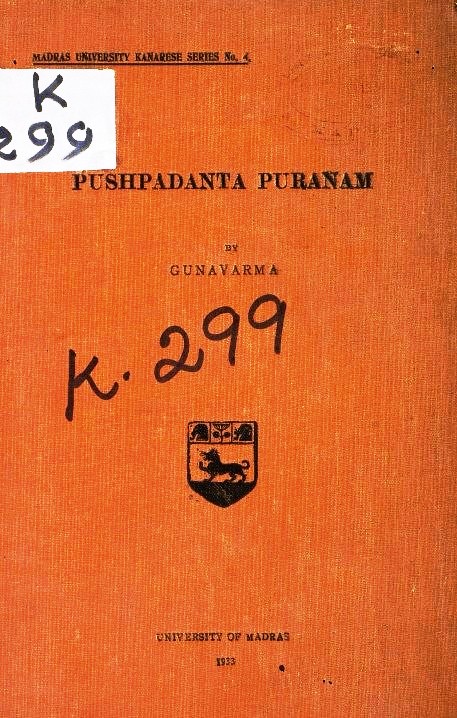 MADRAS UNIVERSITY KANARESE SERIES No. 4.
K
299
PUSHPADANTA PURANAM
BY
GUNAVARMA
K. 299
UNIVERSITY OF MADRAS
1933